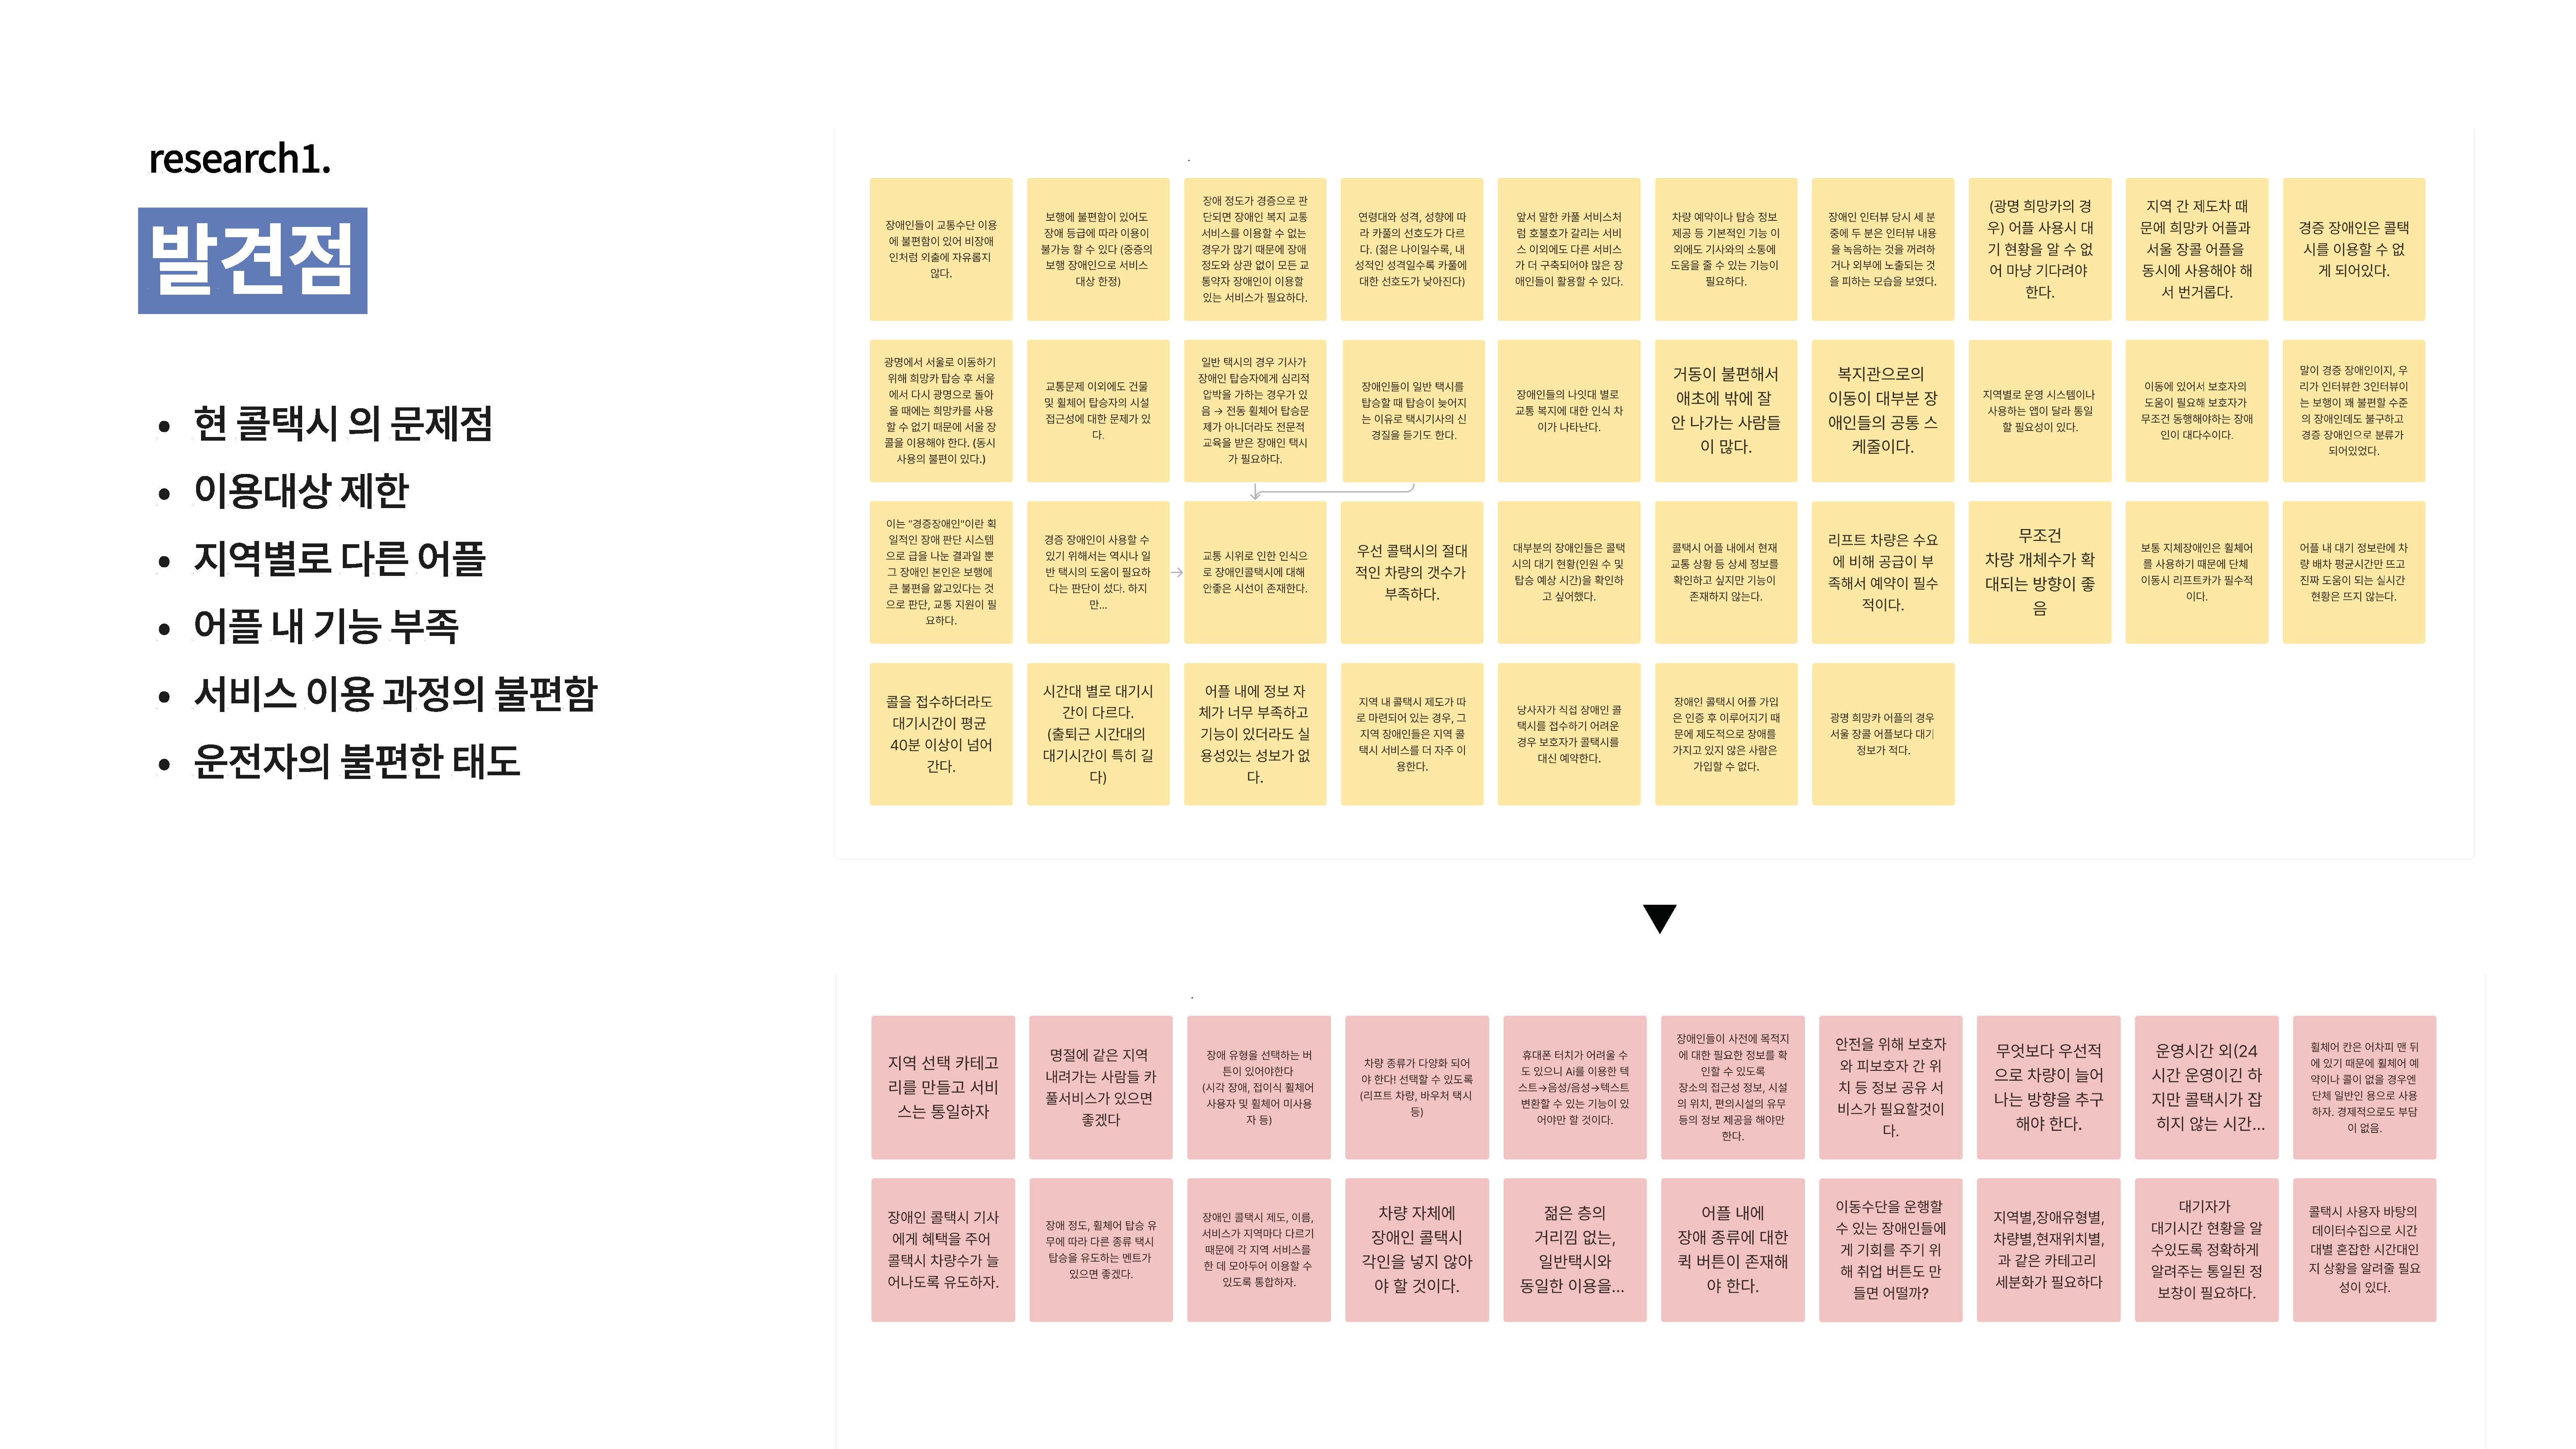 research1.
발견점
• 현 콜택시 의 문제점
• 이용대상 제한
• 지역별로 다른 어플
• 어플 내 기능 부족
• 서비스 이용 과정의 불편함
• 운전자의 불편한 태도
장애인들이 교통수단 이용
에 불편함이 있어 비장애
인처럼 외출에 자유롭지
않다.
보행에 불편함이 있어도
장애 등급에 따라 이용이
불가능 할 수 있다 (중증의
보행 장애인으로 서비스
대상 한정)
장애 정도가 경증으로 판
단되면 장애인 복지 교통
서비스를 이용할 수 없는
경우가 많기 때문에 장애
정도와 상관 없이 모든 교
통약자 장애인이 이용할
있는 서비스가 필요하다.
연령대와 성격, 성향에 따
라 카풀의 선호도가 다르
다. (젊은 나이일수록, 내
성적인 성격일수록 카풀에
대한 선호도가 낮아진다)
앞서 말한 카풀 서비스처
럼 호불호가 갈리는 서비
스 이외에도 다른 서비스
가 더 구축되어야 많은 장
애인들이 활용할 수 있다.
차량 예약이나 탑승 정보
제공 등 기본적인 기능 이
외에도 기사와의 소통에
도움을 줄 수 있는 기능이
필요하다.
장애인 인터뷰 당시 세 분
중에 두 분은 인터뷰 내용
을 녹음하는 것을 꺼려하
거나 외부에 노출되는 것
을 피하는 모습을 보였다.
(광명 희망카의 경
우) 어플 사용시 대
기 현황을 알 수 없
어 마냥 기다려야
한다.
지역 간 제도차 때
문에 희망카 어플과
서울 장콜 어플을
동시에 사용해야 해
서 번거롭다.
경증 장애인은 콜택
시를 이용할 수 없
게 되어있다.
광명에서 서울로 이동하기
위해 희망카 탑승 후 서울
에서 다시 광명으로 돌아
올 때에는 희망카를 사용
할 수 없기 때문에 서울 장
콜을 이용해야 한다. (동시
사용의 불편이 있다.)
교통문제 이외에도 건물
및 휠체어 탑승자의 시설
접근성에 대한 문제가 있
다.
일반 택시의 경우 기사가
장애인 탑승자에게 심리적
압박을 가하는 경우가 있
음 → 전동 휠체어 탑승문
제가 아니더라도 전문적
교육을 받은 장애인 택시
가 필요하다.
장애인들이 일반 택시를
탑승할 때 탑승이 늦어지
는 이유로 택시기사의 신
경질을 듣기도 한다.
장애인들의 나잇대 별로
교통 복지에 대한 인식 차
이가 나타난다.
거동이 불편해서
애초에 밖에 잘
안 나가는 사람들
이 많다.
복지관으로의
이동이 대부분 장
애인들의 공통 스
케줄이다.
지역별로 운영 시스템이나
사용하는 앱이 달라 통일
할 필요성이 있다.
이동에 있어서 보호자의
도움이 필요해 보호자가
무조건 동행해야하는 장애
인이 대다수이다.
말이 경증 장애인이지, 우
리가 인터뷰한 3인터뷰이
는 보행이 꽤 불편할 수준
의 장애인데도 불구하고
경증 장애인으로 분류가
되어있었다.
이는 "경증장애인"이란 획
일적인 장애 판단 시스템
으로 급을 나눈 결과일 뿐
그 장애인 본인은 보행에
큰 불편을 앓고있다는 것
으로 판단, 교통 지원이 필
요하다.
경증 장애인이 사용할 수
있기 위해서는 역시나 일
반 택시의 도움이 필요하
다는 판단이 섰다. 하지
만...
→
교통 시위로 인한 인식으
로 장애인콜택시에 대해
안좋은 시선이 존재한다.
우선 콜택시의 절대
적인 차량의 갯수가
부족하다.
대부분의 장애인들은 콜택
시의 대기 현황(인원 수 및
탑승 예상 시간)을 확인하
고 싶어했다.
콜택시 어플 내에서 현재
교통 상황 등 상세 정보를
확인하고 싶지만 기능이
존재하지 않는다.
리프트 차량은 수요
에 비해 공급이 부
족해서 예약이 필수
적이다.
무조건
차량 개체수가 확
대되는 방향이 좋
음
보통 지체장애인은 휠체어
를 사용하기 때문에 단체
이동시 리프트카가 필수적
이다.
어플 내 대기 정보란에 차
량 배차 평균시간만 뜨고
진짜 도움이 되는 실시간
현황은 뜨지 않는다.
콜을 접수하더라도
대기시간이 평균
40분 이상이 넘어
간다.
시간대 별로 대기시
간이 다르다.
(출퇴근 시간대의
대기시간이 특히 길
다)
어플 내에 정보 자
체가 너무 부족하고
기능이 있더라도 실
용성있는 성보가 없
다.
지역 내 콜택시 제도가 따
로 마련되어 있는 경우, 그
지역 장애인들은 지역 콜
택시 서비스를 더 자주 이
용한다.
당사자가 직접 장애인 콜
택시를 접수하기 어려운
경우 보호자가 콜택시를
대신 예약한다.
장애인 콜택시 어플 가입
은 인증 후 이루어지기 때
문에 제도적으로 장애를
가지고 있지 않은 사람은
가입할 수 없다.
광명 희망카 어플의 경우
서울 장콜 어플보다 대기
정보가 적다.
▼
지역 선택 카테고
리를 만들고 서비
스는 통일하자
명절에 같은 지역
내려가는 사람들 카
풀서비스가 있으면
좋겠다
장애 유형을 선택하는 버
튼이 있어야한다
(시각 장애, 접이식 휠체어
사용자 및 휠체어 미사용
자 등)
차량 종류가 다양화 되어
야 한다! 선택할 수 있도록
(리프트 차량, 바우처 택시
등)
휴대폰 터치가 어려울 수
도 있으니 Ai를 이용한 텍
스트→음성/음성→텍스트
변환할 수 있는 기능이 있
어야만 할 것이다.
장애인들이 사전에 목적지
에 대한 필요한 정보를 확
인할 수 있도록
장소의 접근성 정보, 시설
의 위치, 편의시설의 유무
등의 정보 제공을 해야만
한다.
안전을 위해 보호자
와 피보호자 간 위
치 등 정보 공유 서
비스가 필요할것이
다.
무엇보다 우선적
으로 차량이 늘어
나는 방향을 추구
해야 한다.
운영시간 외(24
시간 운영이긴 하
지만 콜택시가 잡
히지 않는 시간...
휠체어 칸은 어차피 맨 뒤
에 있기 때문에 휠체어 예
약이나 콜이 없을 경우엔
단체 일반인 용으로 사용
하자. 경제적으로도 부담
이 없음.
장애인 콜택시 기사
에게 혜택을 주어
콜택시 차량수가 늘
어나도록 유도하자.
장애 정도, 휠체어 탑승 유
무에 따라 다른 종류 택시
탑승을 유도하는 멘트가
있으면 좋겠다.
장애인 콜택시 제도, 이름,
서비스가 지역마다 다르기
때문에 각 지역 서비스를
한 데 모아두어 이용할 수
있도록 통합하자.
차량 자체에
장애인 콜택시
각인을 넣지 않아
야 할 것이다.
젊은 층의
거리낌 없는,
일반택시와
동일한 이용을...
어플 내에
장애 종류에 대한
퀵 버튼이 존재해
야 한다.
이동수단을 운행할
수 있는 장애인들에
게 기회를 주기 위
해 취업 버튼도 만
들면 어떨까?
지역별,장애유형별,
차량별,현재위치별,
과 같은 카테고리
세분화가 필요하다
대기자가
대기시간 현황을 알
수있도록 정확하게
알려주는 통일된 정
보창이 필요하다.
콜택시 사용자 바탕의
데이터수집으로 시간
대별 혼잡한 시간대인
지 상황을 알려줄 필요
성이 있다.